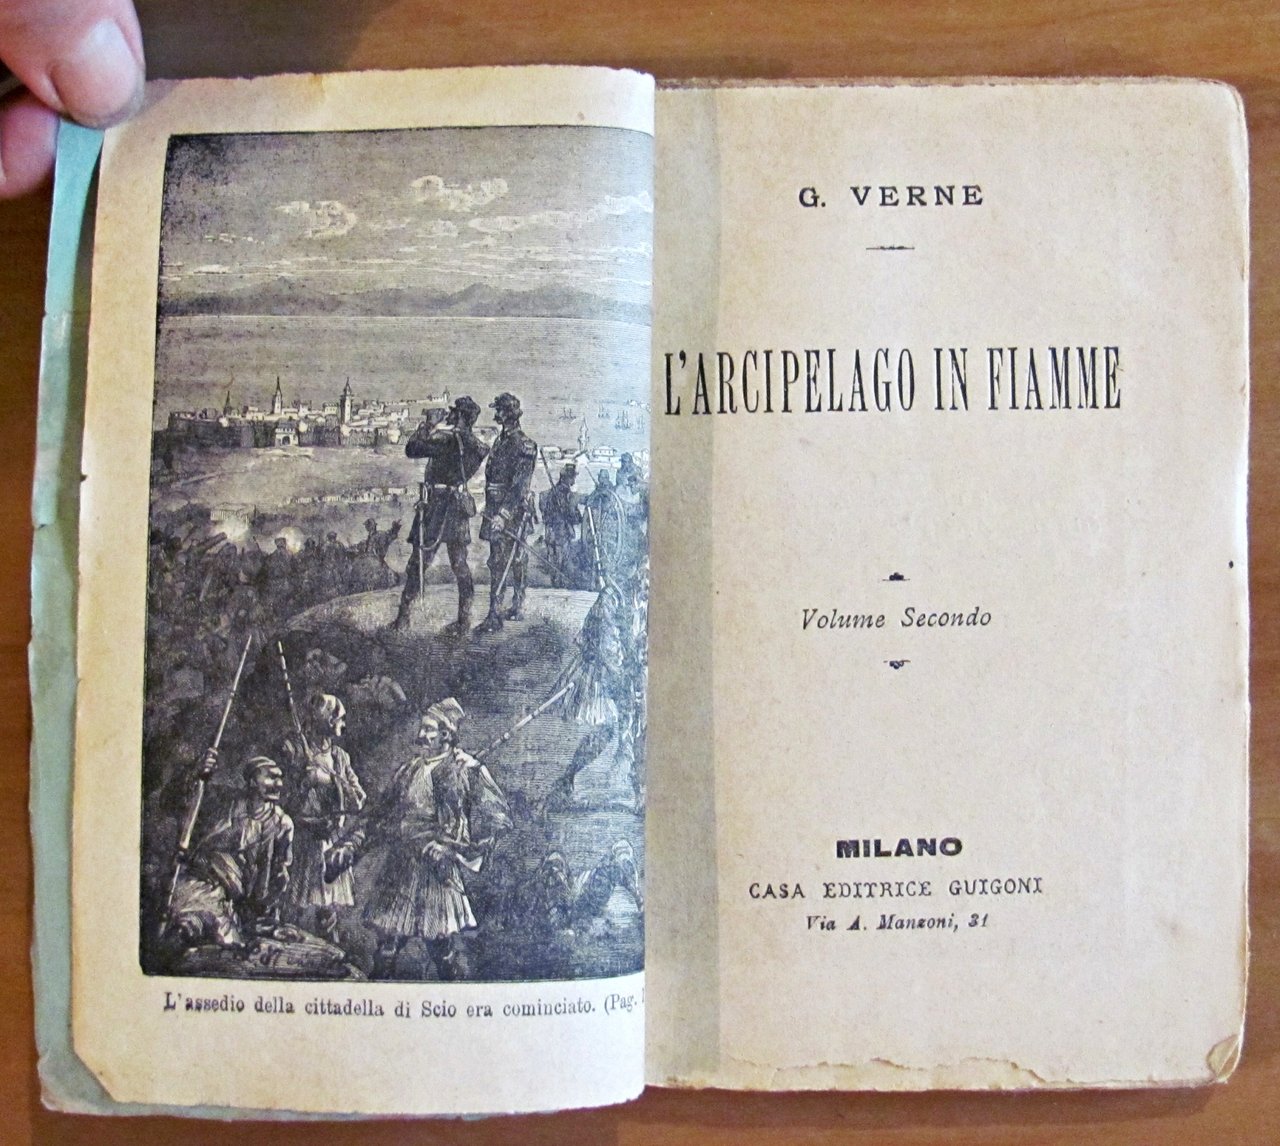 L'assedio della cittadella di Scio era cominciato. (Pag.
G. VERNE
L'ARCIPELAGO IN FIAMME
Volume Secondo
MILANO
CASA EDITRICE GUIGONI
Via A. Manzoni, 31